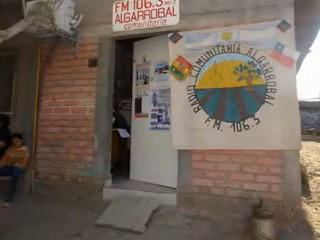 FM 106.3
ALGARROBAL
comunitaria
RADIO COMUNITARIA ALGARROBAL
F.M. 106.3